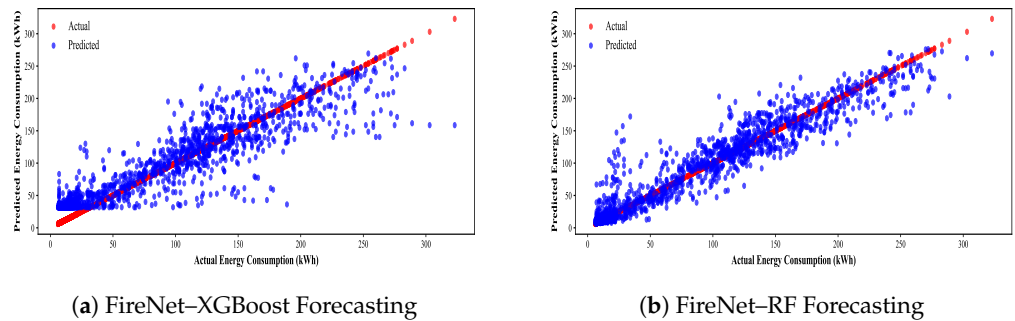 Actual
Predicted
Predicted Energy Consumption (kWh)
300
250
200
150
100
50
0
0 50 100 150 200 250 300
Actual Energy Consumption (kWh)
(a) FireNet–XGBoost Forecasting
Actual
Predicted
Predicted Energy Consumption (kWh)
300
250
200
150
100
50
0
0 50 100 150 200 250 300
Actual Energy Consumption (kWh)
(b) FireNet–RF Forecasting